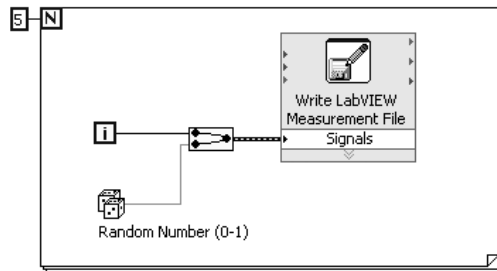 5 N
Write LabVIEW
Measurement File
Signals
i
Random Number (0-1)